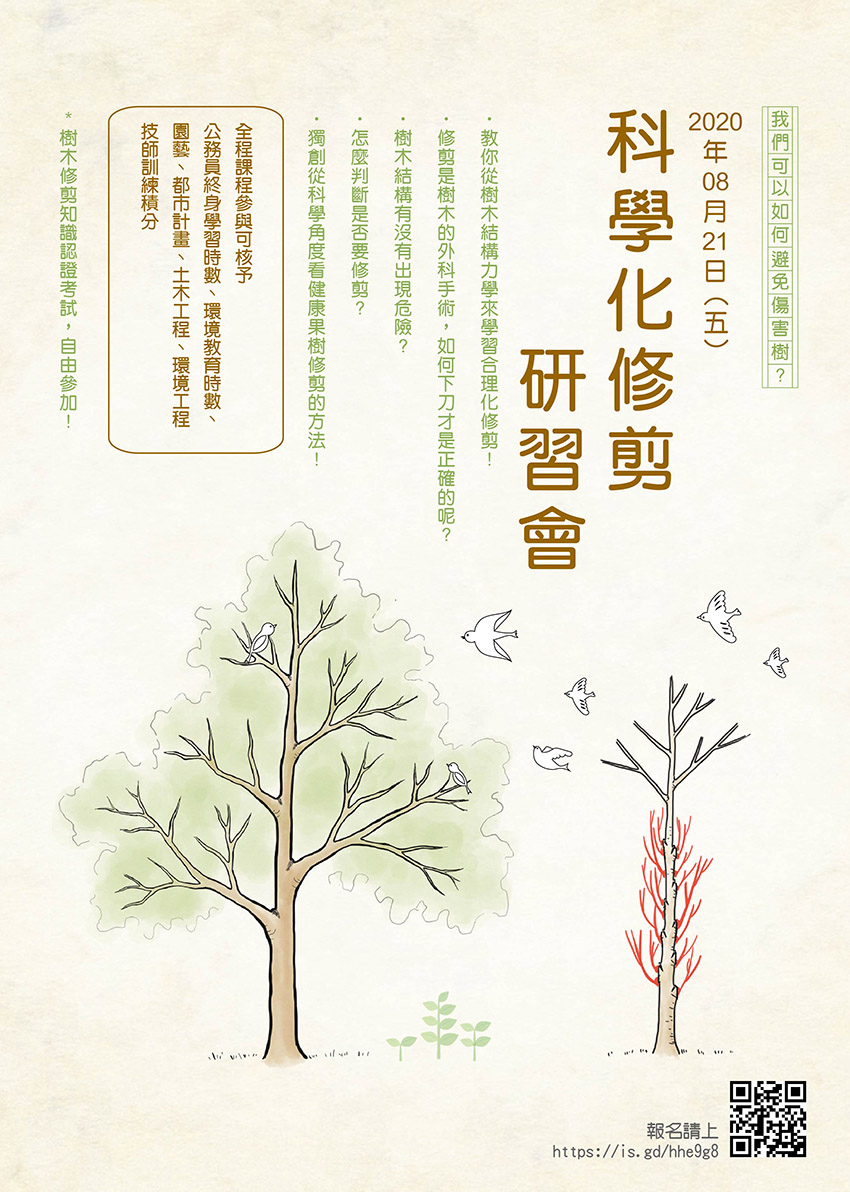 我們可以如何避免傷害樹？
2020年08月21日（五）
科學化修剪
研習會
・教你從樹木結構力學來學習合理化修剪！
・修剪是樹木的外科手術，如何下刀才是正確的呢？
・樹木結構有沒有出現危險？
・怎麼判斷是否要修剪？
・獨創從科學角度看健康果樹修剪的方法！
全程課程參與可核予
公務員終身學習時數、環境教育時數、
園藝、都市計畫、土木工程、環境工程
技師訓練積分
*樹木修剪知識認證考試，自由參加！
報名請上
https://is.gd/hhe9g8